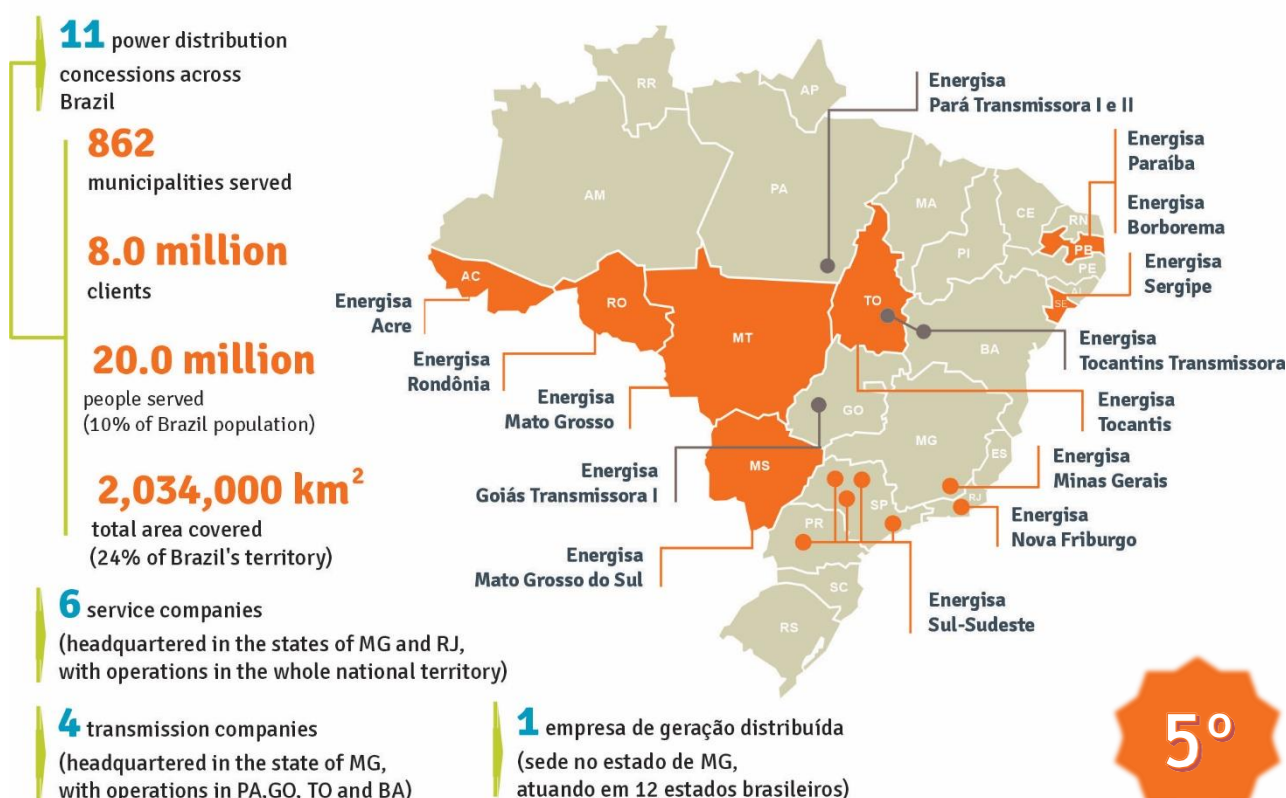 11 power distribution
concessions across
Brazil
862
municipalities served
8.0 million
clients
20.0 million
people served
(10% of Brazil population)
2,034,000 km²
total area covered
(24% of Brazil's territory)
6 service companies
(headquartered in the states of MG and RJ,
with operations in the whole national territory)
4 transmission companies
(headquartered in the state of MG,
with operations in PA,GO, TO and BA)
1 empresa de geração distribuída
(sede no estado de MG,
atuando em 12 estados brasileiros)
RR
AP
AM
PA
MA
CE
RN
PB
PE
AL
SE
PI
AC
RO
MT
TO
BA
GO
MG
ES
MS
SP
RJ
PR
SC
RS
Energisa
Pará Transmissora I e II
Energisa
Paraíba
Energisa
Borborema
Energisa
Sergipe
Energisa
Tocantins Transmissora
Energisa
Tocantis
Energisa
Minas Gerais
Energisa
Nova Friburgo
Energisa
Sul-Sudeste
Energisa
Acre
Energisa
Rondônia
Energisa
Mato Grosso
Energisa
Goiás Transmissora I
Energisa
Mato Grosso do Sul
5º